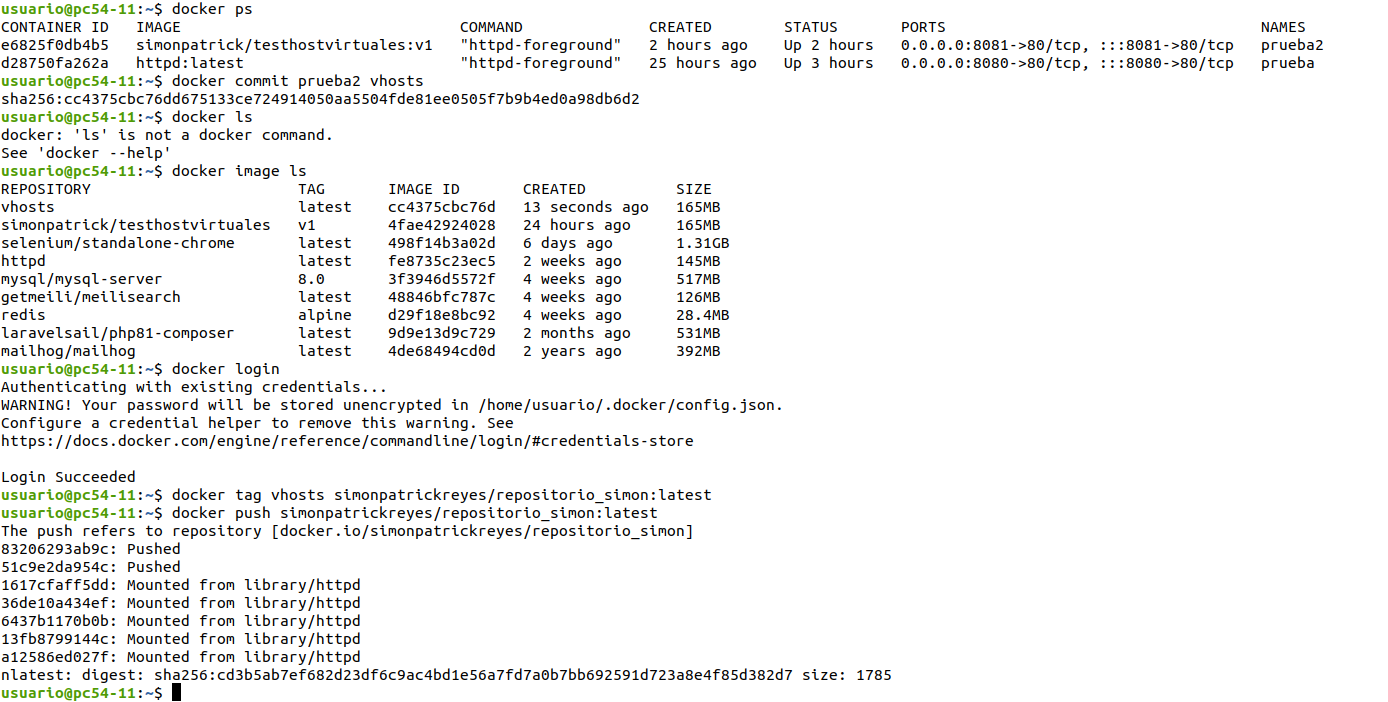 usuario@pc54-11:~$ docker ps
CONTAINER ID   IMAGE                               COMMAND              CREATED        STATUS       PORTS                                   NAMES
e6825f0db4b5   simonpatrick/testhostvirtuales:v1   "httpd-foreground"   2 hours ago    Up 2 hours   0.0.0.0:8081->80/tcp, :::8081->80/tcp   prueba2
d28750fa262a   httpd:latest                        "httpd-foreground"   25 hours ago   Up 3 hours   0.0.0.0:8080->80/tcp, :::8080->80/tcp   prueba
usuario@pc54-11:~$ docker commit prueba2 vhosts
sha256:cc4375cbc76dd675133ce724914050aa5504fde81ee0505f7b9b4ed0a98db6d2
usuario@pc54-11:~$ docker ls
docker: 'ls' is not a docker command.
See 'docker --help'
usuario@pc54-11:~$ docker image ls
REPOSITORY                       TAG       IMAGE ID       CREATED          SIZE
vhosts                           latest    cc4375cbc76d   13 seconds ago   165MB
simonpatrick/testhostvirtuales   v1        4fae42924028   24 hours ago     165MB
selenium/standalone-chrome       latest    498f14b3a02d   6 days ago       1.31GB
httpd                            latest    fe8735c23ec5   2 weeks ago      145MB
mysql/mysql-server               8.0       3f3946d5572f   4 weeks ago      517MB
getmeili/meilisearch             latest    48846bfc787c   4 weeks ago      126MB
redis                            alpine    d29f18e8bc92   4 weeks ago      28.4MB
laravelsail/php81-composer       latest    9d9e13d9c729   2 months ago     531MB
mailhog/mailhog                  latest    4de68494cd0d   2 years ago      392MB
usuario@pc54-11:~$ docker login
Authenticating with existing credentials...
WARNING! Your password will be stored unencrypted in /home/usuario/.docker/config.json.
Configure a credential helper to remove this warning. See
https://docs.docker.com/engine/reference/commandline/login/#credentials-store
Login Succeeded
usuario@pc54-11:~$ docker tag vhosts simonpatrickreyes/repositorio_simon:latest
usuario@pc54-11:~$ docker push simonpatrickreyes/repositorio_simon:latest
The push refers to repository [docker.io/simonpatrickreyes/repositorio_simon]
83206293ab9c: Pushed
51c9e2da954c: Pushed
1617cfaff5dd: Mounted from library/httpd
36de10a434ef: Mounted from library/httpd
6437b1170b0b: Mounted from library/httpd
13fb8799144c: Mounted from library/httpd
a12586ed027f: Mounted from library/httpd
nlatest: digest: sha256:cd3b5ab7ef682d23df6c9ac4bd1e56a7fd7a0b7bb692591d723a8e4f85d382d7 size: 1785
usuario@pc54-11:~$